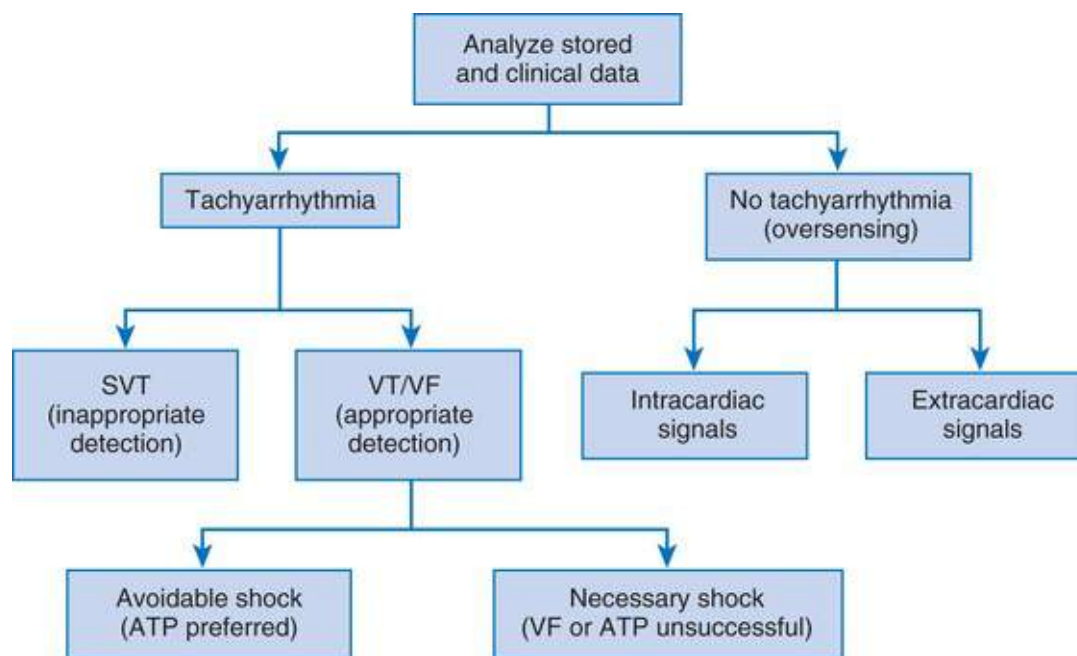 Analyze stored
and clinical data
Tachyarrhythmia
No tachyarrhythmia
(oversensing)
SVT
(inappropriate
detection)
VT/VF
(appropriate
detection)
Intracardiac
signals
Extracardiac
signals
Avoidable shock
(ATP preferred)
Necessary shock
(VF or ATP unsuccessful)